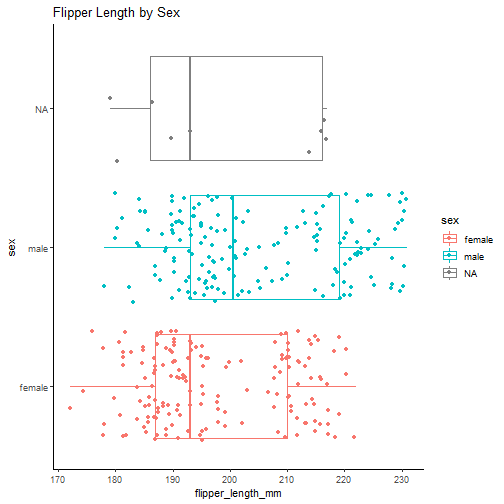 Flipper Length by Sex
NA
male
female
sex
170 180 190 200 210 220 230
flipper_length_mm
sex
female
male
NA